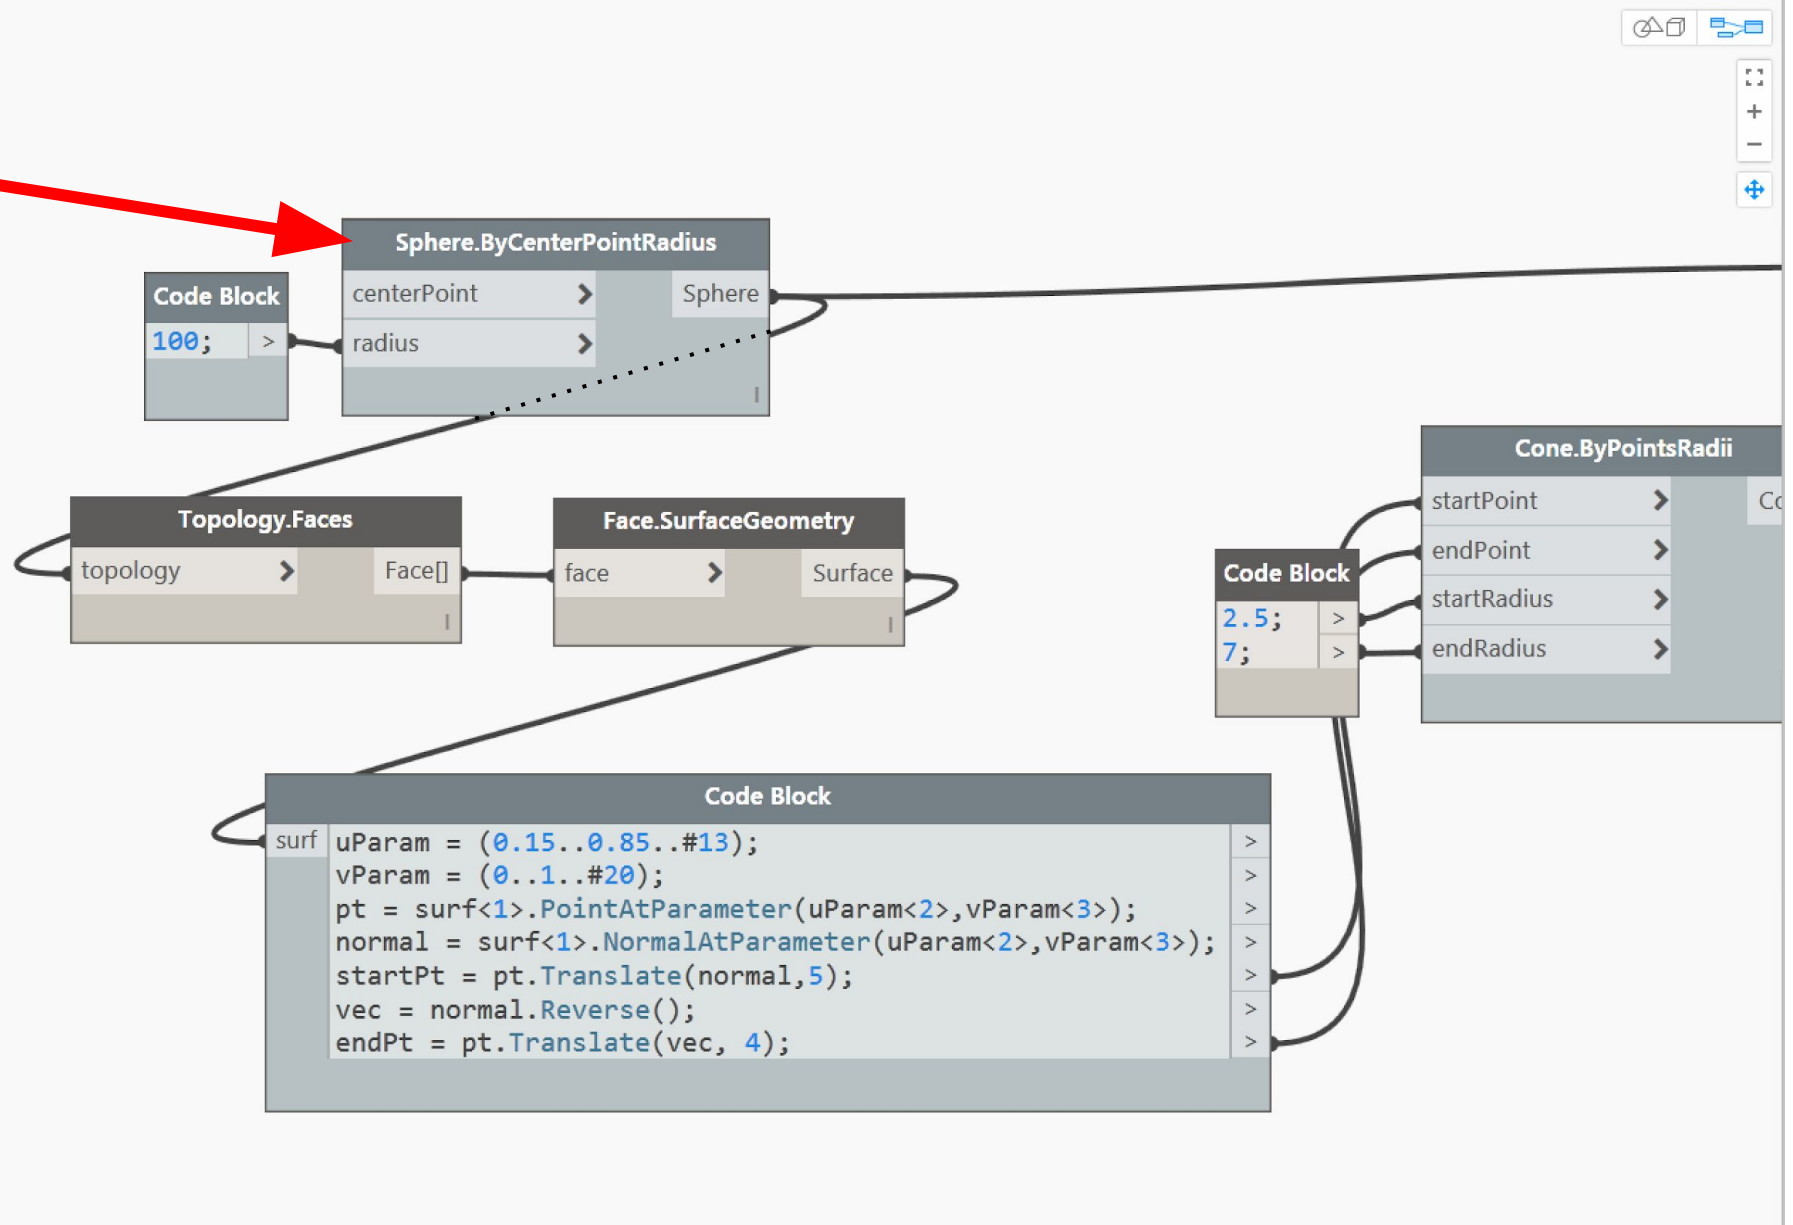 Sphere.ByCenterPointRadius
centerPoint > Sphere
radius >
Code Block
100; >
Topology.Faces
topology > Face[]
Face.SurfaceGeometry
face > Surface
Cone.ByPointsRadii
startPoint > Co
endPoint >
startRadius >
endRadius >
Code Block
2.5; >
7; >
Code Block
surf uParam = (0.15..0.85..#13); >
vParam = (0..1..#20); >
pt = surf<1>.PointAtParameter(uParam<2>,vParam<3>); >
normal = surf<1>.NormalAtParameter(uParam<2>,vParam<3>); >
startPt = pt.Translate(normal,5); >
vec = normal.Reverse(); >
endPt = pt.Translate(vec, 4); >